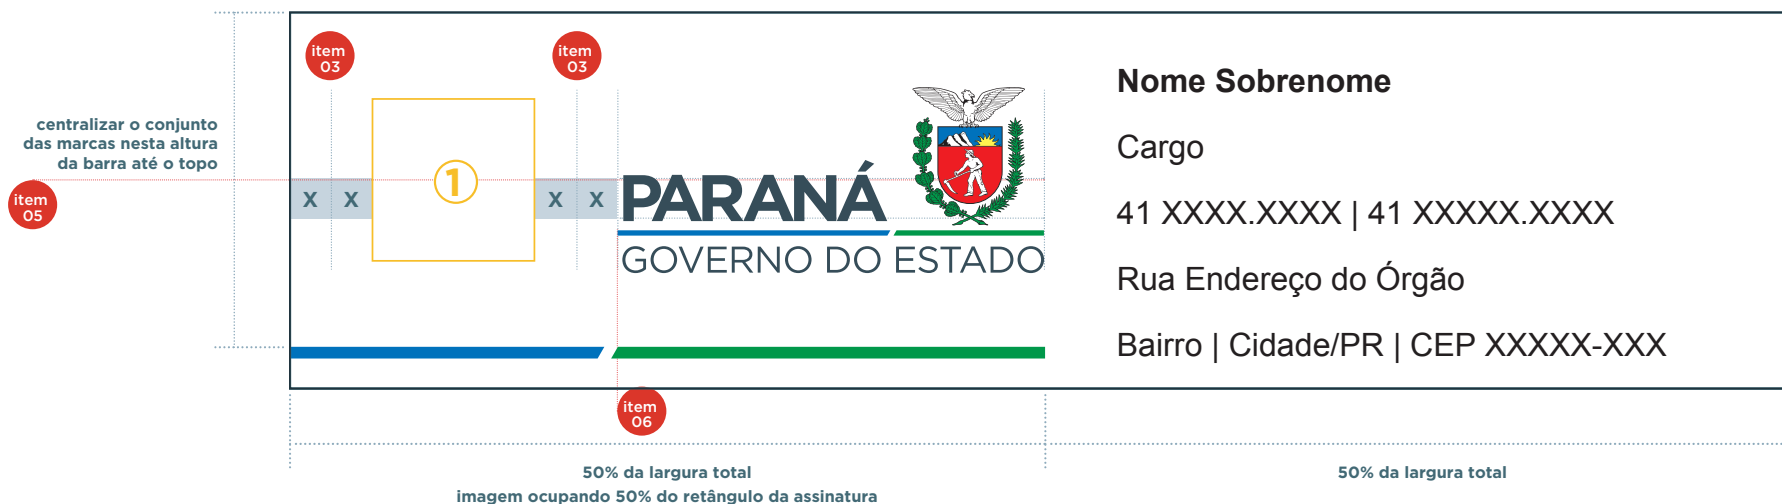 item
03
item
03
Nome Sobrenome
centralizar o conjunto
das marcas nesta altura
da barra até o topo
Cargo
item
05
X X
1
X X
PARANÁ
GOVERNO DO ESTADO
41 XXXX.XXXX | 41 XXXXX.XXXX
Rua Endereço do Órgão
Bairro | Cidade/PR | CEP XXXXX-XXX
item
06
50% da largura total
imagem ocupando 50% do retângulo da assinatura
50% da largura total